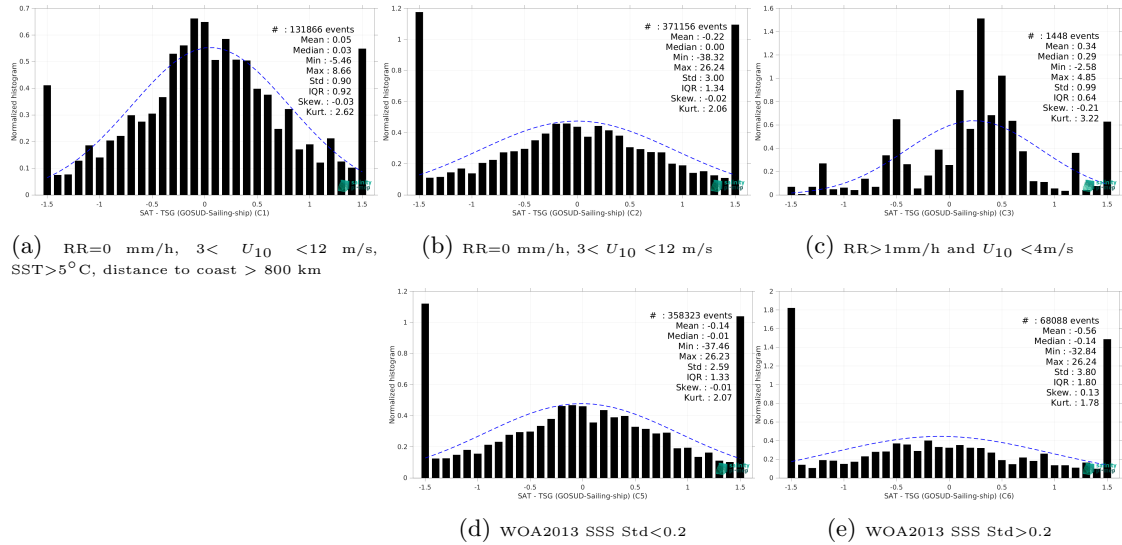 # : 131866 events
Mean : 0.05
Median : 0.03
Min : -5.46
Max : 8.66
Std : 0.90
IQR : 0.92
Skew. : -0.03
Kurt. : 2.62
Normalized histogram
0.7
0.6
0.5
0.4
0.3
0.2
0.1
0
-1.5 -1 -0.5 0 0.5 1 1.5
SAT - TSG (GOSUD-Sailing-ship) (C1)
(a) RR=0 mm/h, 3< U10 <12 m/s,
SST>5°C, distance to coast > 800 km
# : 371156 events
Mean : -0.22
Median : 0.00
Min : -38.32
Max : 26.24
Std : 3.00
IQR : 1.34
Skew. : -0.02
Kurt. : 2.06
Normalized histogram
1.2
1
0.8
0.6
0.4
0.2
0
-1.5 -1 -0.5 0 0.5 1 1.5
SAT - TSG (GOSUD-Sailing-ship) (C2)
(b) RR=0 mm/h, 3< U10 <12 m/s
# : 1448 events
Mean : 0.34
Median : 0.29
Min : -2.58
Max : 4.85
Std : 0.99
IQR : 0.64
Skew. : -0.21
Kurt. : 3.22
Normalized histogram
1.6
1.4
1.2
1
0.8
0.6
0.4
0.2
0
-1.5 -1 -0.5 0 0.5 1 1.5
SAT - TSG (GOSUD-Sailing-ship) (C3)
(c) RR>1mm/h and U10 <4m/s
# : 358323 events
Mean : -0.14
Median : -0.01
Min : -37.46
Max : 26.23
Std : 2.59
IQR : 1.33
Skew. : -0.01
Kurt. : 2.07
Normalized histogram
1.2
1
0.8
0.6
0.4
0.2
0
-1.5 -1 -0.5 0 0.5 1 1.5
SAT - TSG (GOSUD-Sailing-ship) (C5)
(d) WOA2013 SSS Std<0.2
# : 68088 events
Mean : -0.56
Median : -0.14
Min : -32.84
Max : 26.24
Std : 3.80
IQR : 1.80
Skew. : 0.13
Kurt. : 1.78
Normalized histogram
2
1.8
1.6
1.4
1.2
1
0.8
0.6
0.4
0.2
0
-1.5 -1 -0.5 0 0.5 1 1.5
SAT - TSG (GOSUD-Sailing-ship) (C6)
(e) WOA2013 SSS Std>0.2